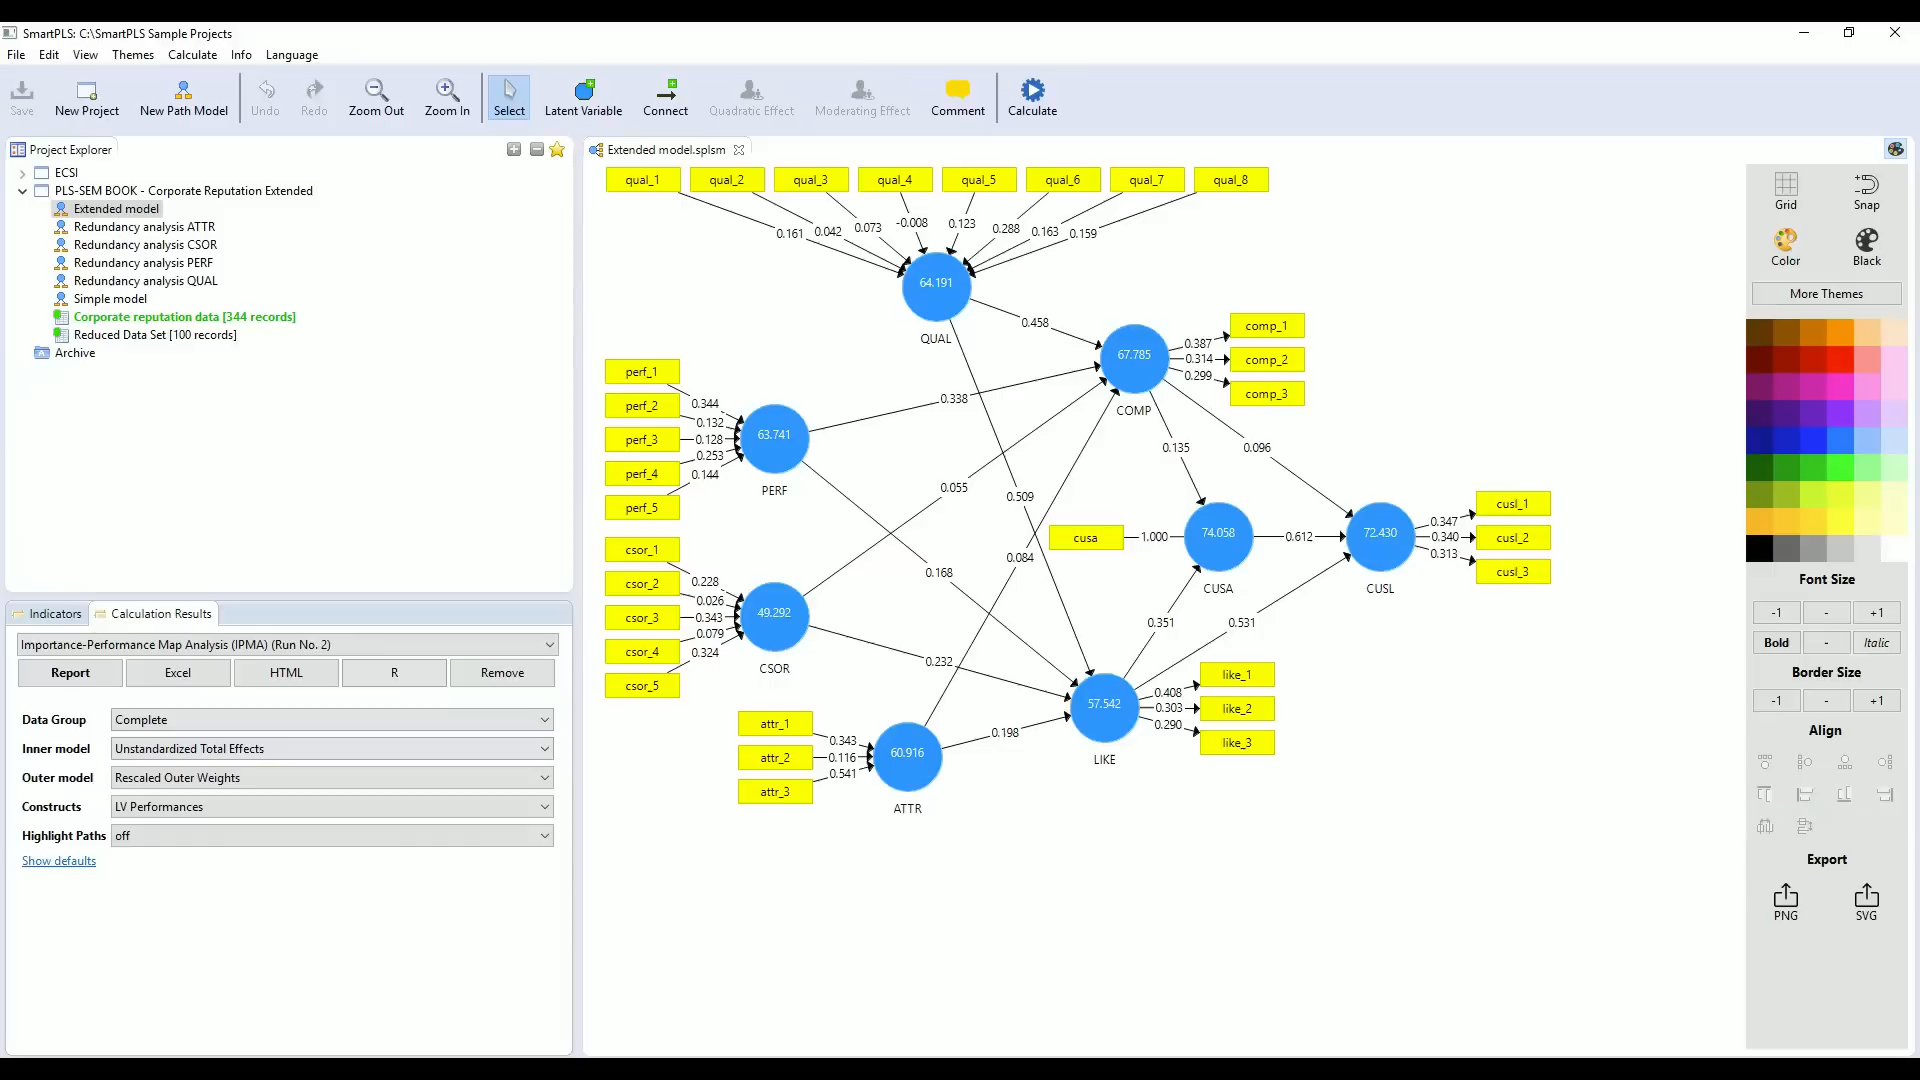 SmartPLS: C:\SmartPLS Sample Projects
File Edit View Themes Calculate Info Language
Save New Project New Path Model Undo Redo Zoom Out Zoom In Select Latent Variable Connect Quadratic Effect Moderating Effect Comment Calculate
Project Explorer
ECSI
PLS-SEM BOOK - Corporate Reputation Extended
Extended model
Redundancy analysis ATTR
Redundancy analysis CSOR
Redundancy analysis PERF
Redundancy analysis QUAL
Simple model
Corporate reputation data [344 records]
Reduced Data Set [100 records]
Archive
Indicators Calculation Results
Importance-Performance Map Analysis (IPMA) (Run No. 2)
Report Excel HTML R Remove
Data Group Complete
Inner model Unstandardized Total Effects
Outer model Rescaled Outer Weights
Constructs LV Performances
Highlight Paths off
Show defaults
Extended model.splsm
qual_1 qual_2 qual_3 qual_4 qual_5 qual_6 qual_7 qual_8
0.161 0.042 0.073 -0.008 0.123 0.288 0.163 0.159
64.191
QUAL
0.458
perf_1
perf_2
perf_3
perf_4
perf_5
0.344
0.132
0.128
0.253
0.144
63.741
PERF
0.338
67.785
COMP
0.387
0.314
0.299
comp_1
comp_2
comp_3
0.135
0.096
0.055
0.509
0.084
0.168
csor_1
csor_2
csor_3
csor_4
csor_5
0.228
0.026
0.343
0.079
0.324
49.292
CSOR
0.232
cusa
1.000
74.058
CUSA
0.612
72.430
CUSL
0.347
0.340
0.313
cusl_1
cusl_2
cusl_3
0.351
0.531
attr_1
attr_2
attr_3
0.343
0.116
0.541
60.916
ATTR
0.198
57.542
LIKE
0.408
0.303
0.290
like_1
like_2
like_3
Grid Snap
Color Black
More Themes
Font Size
-1 - +1
Bold - Italic
Border Size
-1 - +1
Align
Export
PNG SVG